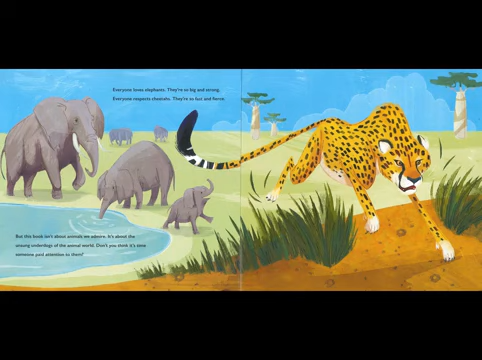 Everyone loves elephants. They're so big and strong.
Everyone respects cheetahs. They're so fast and fierce.
But this book isn't about animals we admire. It's about the
unsung underdogs of the animal world. Don't you think it's time
someone paid attention to them?